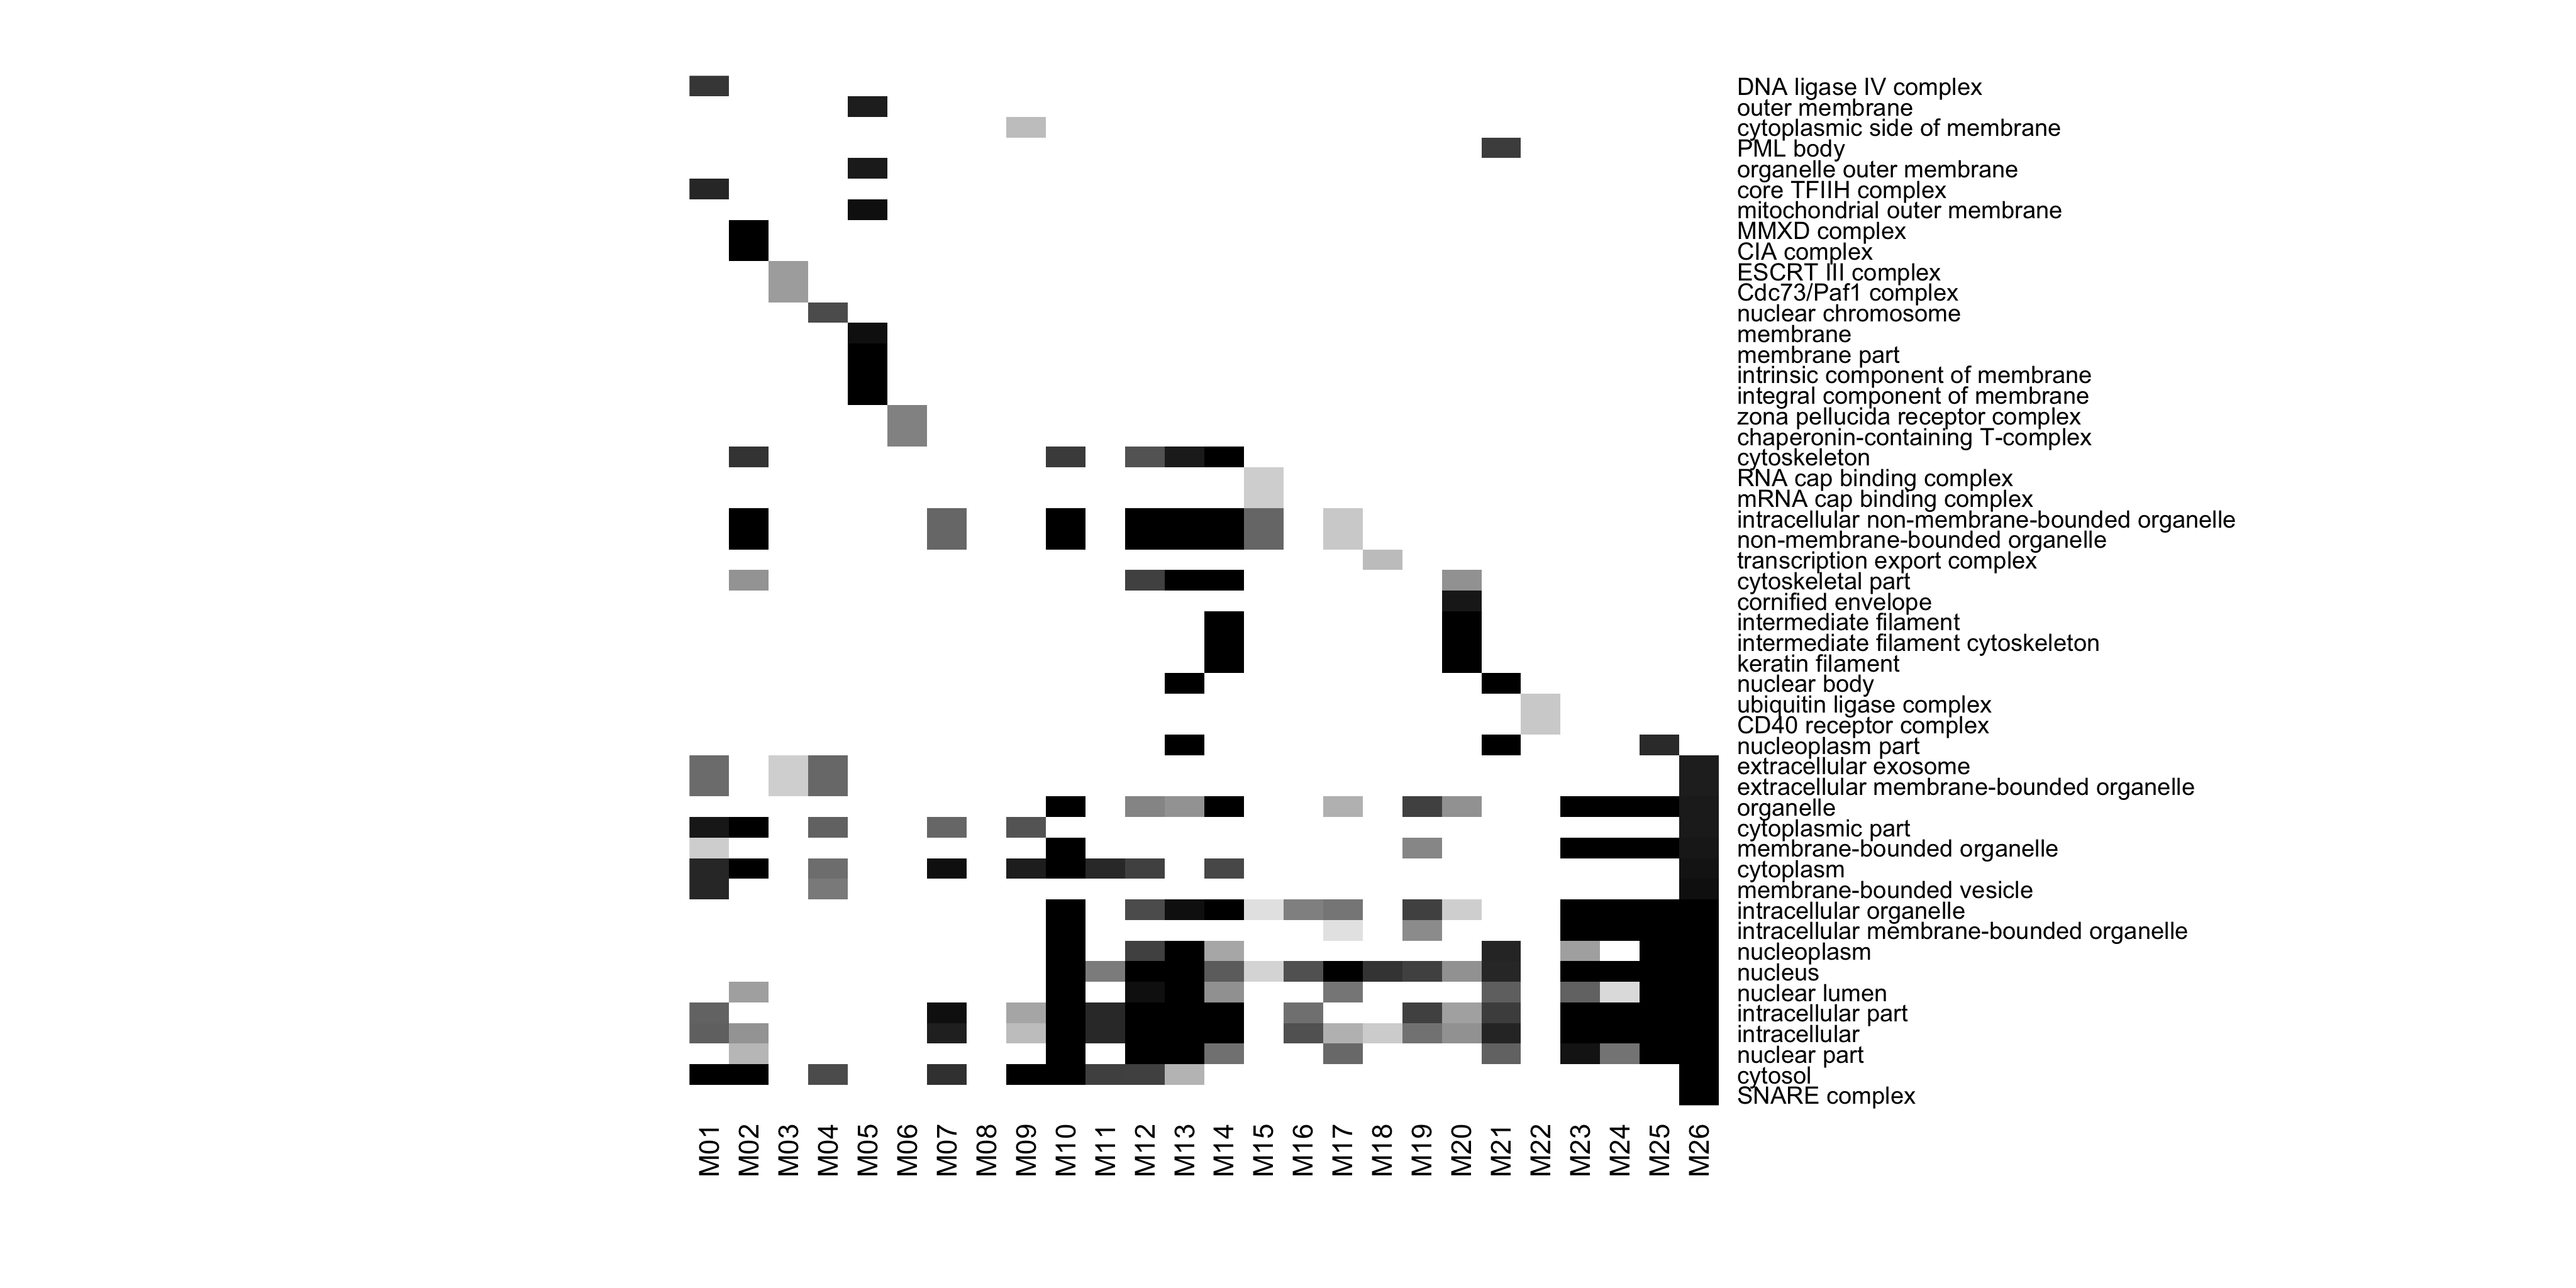 DNA ligase IV complex
outer membrane
cytoplasmic side of membrane
PML body
organelle outer membrane
core TFIIH complex
mitochondrial outer membrane
MMXD complex
CIA complex
ESCRT III complex
Cdc73/Paf1 complex
nuclear chromosome
membrane
membrane part
intrinsic component of membrane
integral component of membrane
zona pellucida receptor complex
chaperonin-containing T-complex
cytoskeleton
RNA cap binding complex
mRNA cap binding complex
intracellular non-membrane-bounded organelle
non-membrane-bounded organelle
transcription export complex
cytoskeletal part
cornified envelope
intermediate filament
intermediate filament cytoskeleton
keratin filament
nuclear body
ubiquitin ligase complex
CD40 receptor complex
nucleoplasm part
extracellular exosome
extracellular membrane-bounded organelle
organelle
cytoplasmic part
membrane-bounded organelle
cytoplasm
membrane-bounded vesicle
intracellular organelle
intracellular membrane-bounded organelle
nucleoplasm
nucleus
nuclear lumen
intracellular part
intracellular
nuclear part
cytosol
SNARE complex
M01
M02
M03
M04
M05
M06
M07
M08
M09
M10
M11
M12
M13
M14
M15
M16
M17
M18
M19
M20
M21
M22
M23
M24
M25
M26